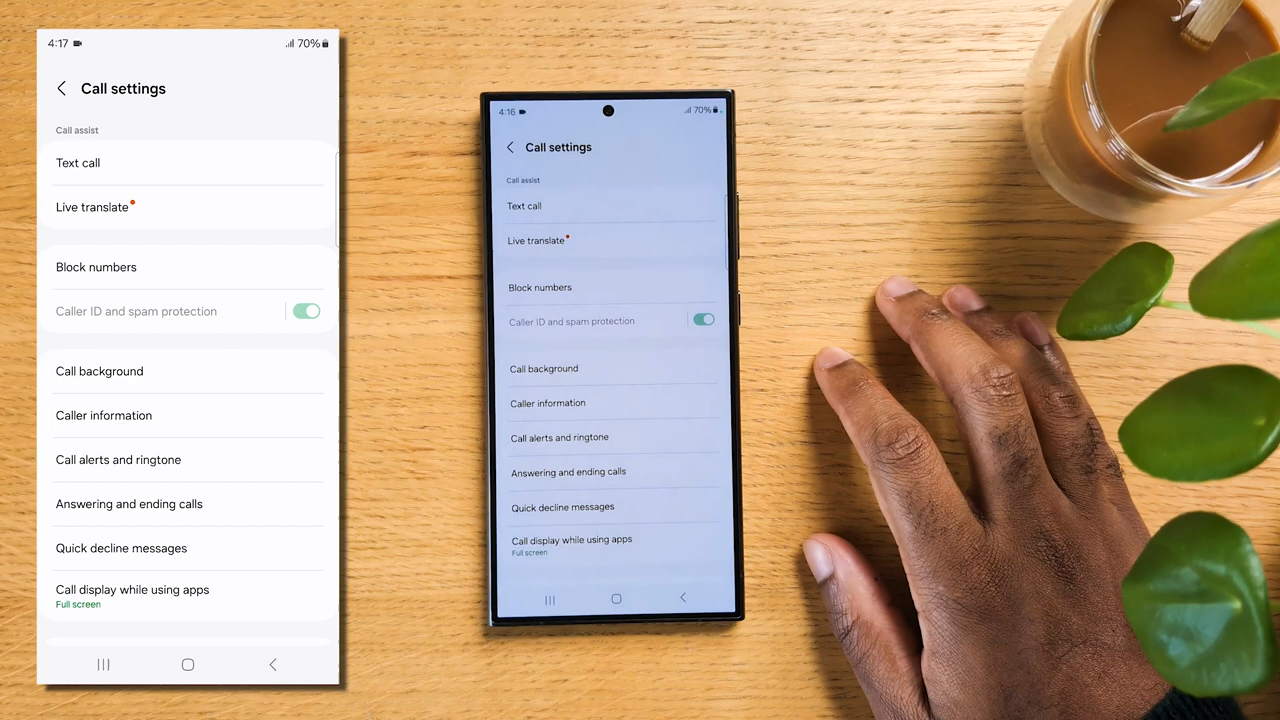 4:17 70%
Call settings
Call assist
Text call
Live translate
Block numbers
Caller ID and spam protection
Call background
Caller information
Call alerts and ringtone
Answering and ending calls
Quick decline messages
Call display while using apps
Full screen
4:16 70%
Call settings
Call assist
Text call
Live translate
Block numbers
Caller ID and spam protection
Call background
Caller information
Call alerts and ringtone
Answering and ending calls
Quick decline messages
Call display while using apps
Full screen